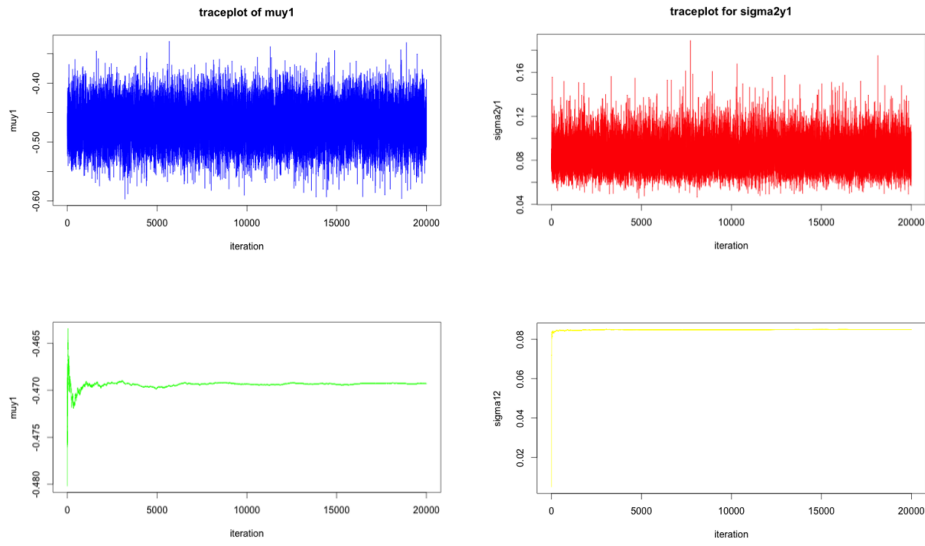 traceplot of muy1
muy1
-0.40
-0.50
-0.60
0 5000 10000 15000 20000
iteration
traceplot for sigma2y1
sigma2y1
0.16
0.12
0.08
0.04
0 5000 10000 15000 20000
iteration
muy1
-0.465
-0.470
-0.475
-0.480
0 5000 10000 15000 20000
iteration
sigma12
0.08
0.06
0.04
0.02
0 5000 10000 15000 20000
iteration